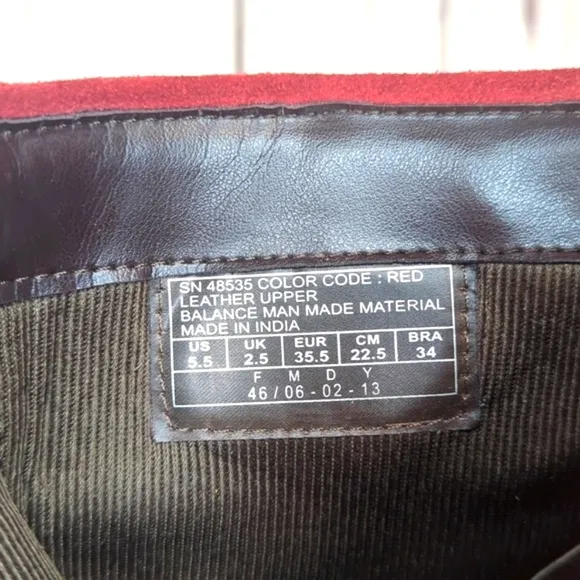 SN 48535 COLOR CODE : RED
LEATHER UPPER
BALANCE MAN MADE MATERIAL
MADE IN INDIA
US UK EUR CM BRA
5.5 2.5 35.5 22.5 34
F M D Y
46 / 06 - 02 - 13